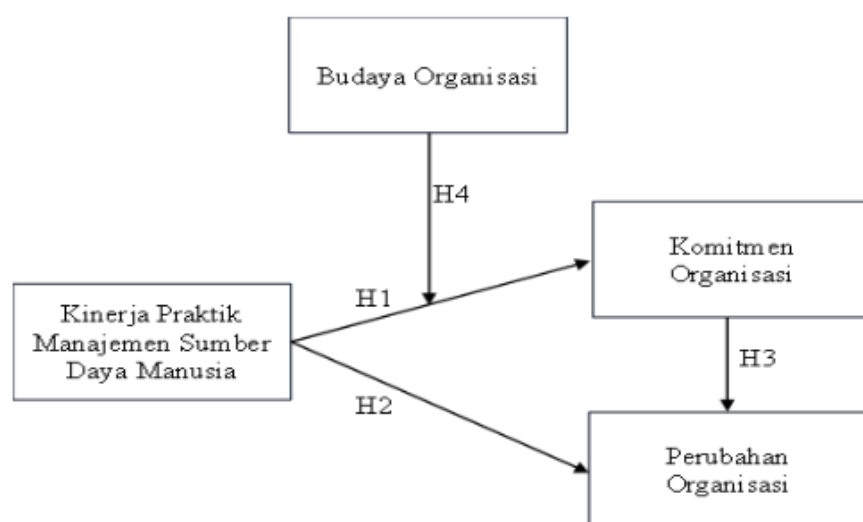 Budaya Organisasi
H4
Komitmen
Organisasi
H1
Kinerja Praktik
Manajemen Sumber
Daya Manusia
H3
H2
Perubahan
Organisasi